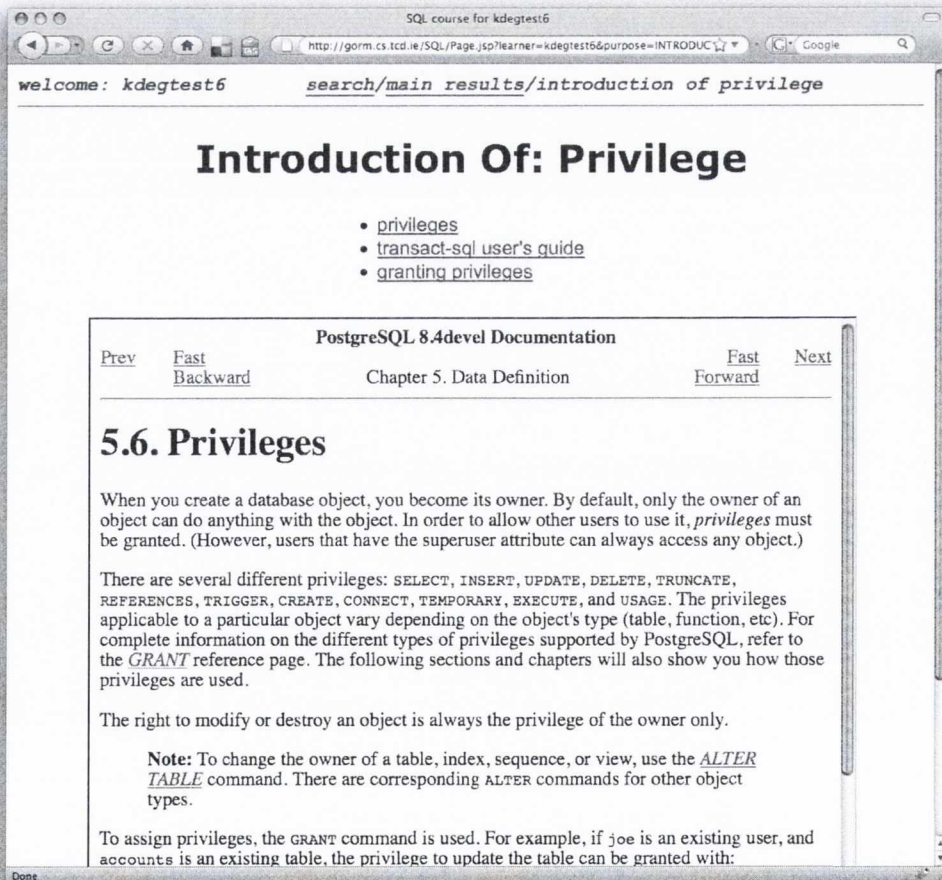 SQL course for kdegtest6
http://gorm.cs.tcd.ie/SQL/Page.jsp?learner=kdegtest6&purpose=INTRODUC
Google
welcome: kdegtest6 search/main results/introduction of privilege
Introduction Of: Privilege
• privileges
• transact-sql user's guide
• granting privileges
PostgreSQL 8.4devel Documentation
Prev Fast Backward Chapter 5. Data Definition Fast Forward Next
5.6. Privileges
When you create a database object, you become its owner. By default, only the owner of an
object can do anything with the object. In order to allow other users to use it, privileges must
be granted. (However, users that have the superuser attribute can always access any object.)
There are several different privileges: SELECT, INSERT, UPDATE, DELETE, TRUNCATE,
REFERENCES, TRIGGER, CREATE, CONNECT, TEMPORARY, EXECUTE, and USAGE. The privileges
applicable to a particular object vary depending on the object's type (table, function, etc). For
complete information on the different types of privileges supported by PostgreSQL, refer to
the GRANT reference page. The following sections and chapters will also show you how those
privileges are used.
The right to modify or destroy an object is always the privilege of the owner only.
Note: To change the owner of a table, index, sequence, or view, use the ALTER
TABLE command. There are corresponding ALTER commands for other object
types.
To assign privileges, the GRANT command is used. For example, if joe is an existing user, and
accounts is an existing table, the privilege to update the table can be granted with:
Done